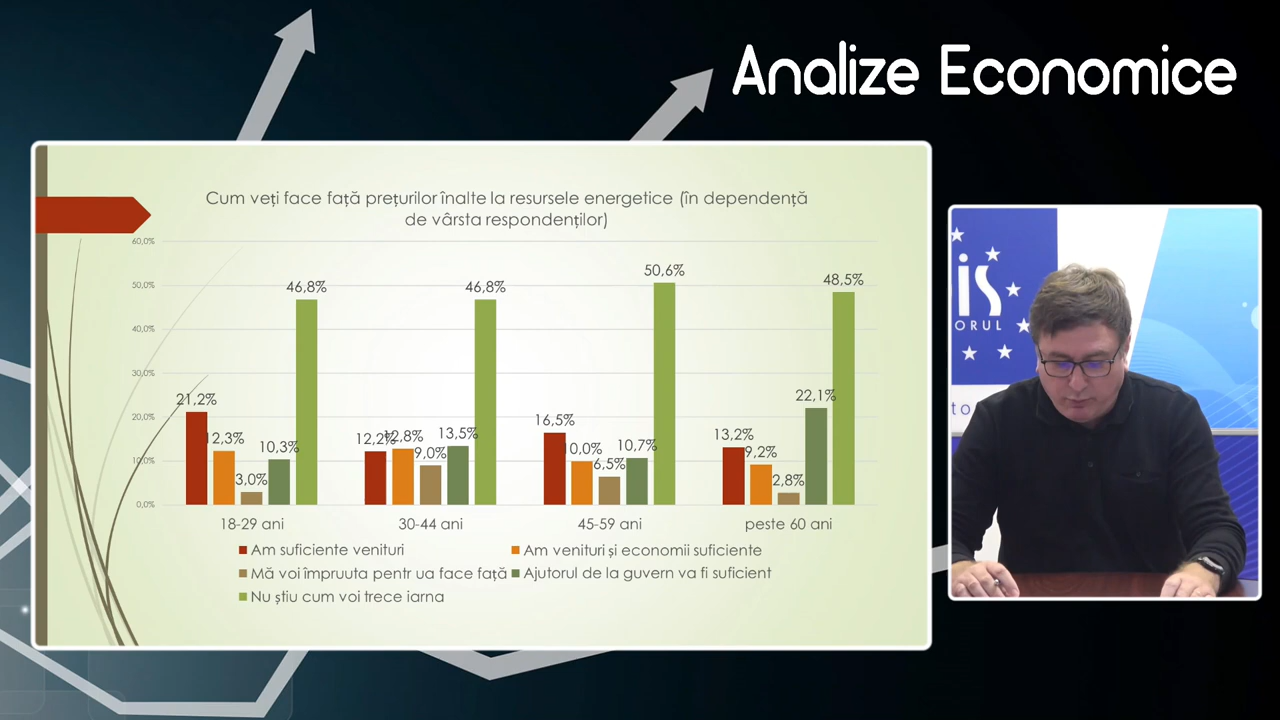 Analize Economice
Cum veți face față prețurilor înalte la resursele energetice (în dependență
de vârsta respondenților)
60,0%
50,0%
40,0%
30,0%
20,0%
10,0%
0,0%
21,2%
12,3%
3,0%
10,3%
46,8%
12,2%
12,8%
9,0%
13,5%
46,8%
16,5%
10,0%
6,5%
10,7%
50,6%
13,2%
9,2%
2,8%
22,1%
48,5%
18-29 ani
30-44 ani
45-59 ani
peste 60 ani
Am suficiente venituri
Am venituri și economii suficiente
Mă voi împruuta pentr ua face față
Ajutorul de la guvern va fi suficient
Nu știu cum voi trece iarna
is
ORUL
to